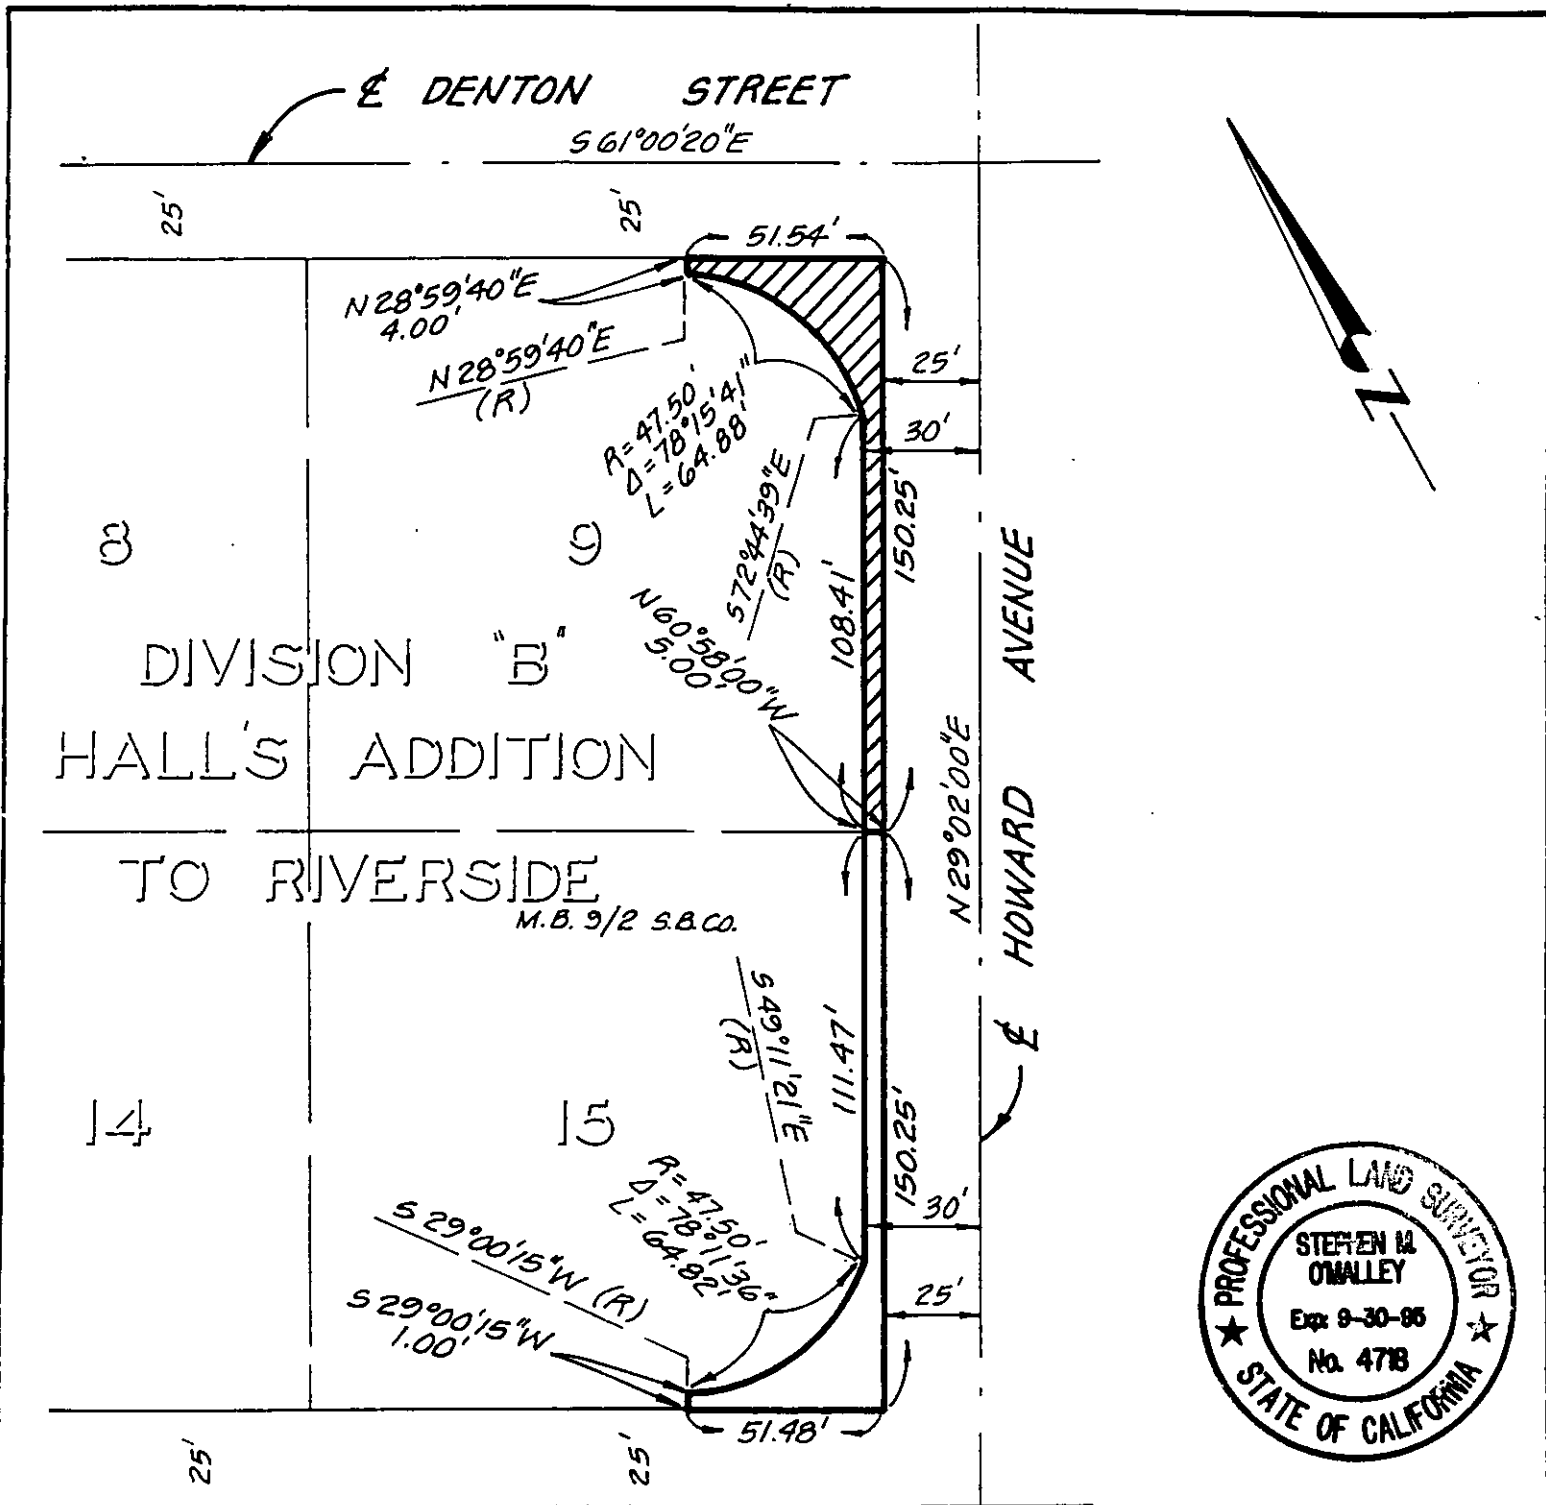 ℄ DENTON STREET
S 61°00'20"E
25'
25'
51.54'
N 28°59'40"E
4.00'
N 28°59'40"E
(R)
25'
R=47.50'
Δ=78°15'41"
L=64.88'
30'
S72°44'39"E
(R)
150.25'
8
9
108.41'
N60°58'00"W
5.00'
DIVISION "B"
HALL'S ADDITION
TO RIVERSIDE
M.B. 9/2 S.B.CO.
N29°02'00"E
℄ HOWARD AVENUE
S 49°11'21"E
(R)
111.47'
14
15
150.25'
R=47.50'
Δ=78°11'36"
L=64.82'
30'
S 29°00'15"W (R)
S 29°00'15"W
1.00'
25'
51.48'
25'
25'
PROFESSIONAL LAND SURVEYOR
STEPHEN M.
O'MALLEY
Exp: 9-30-95
No. 4718
STATE OF CALIFORNIA